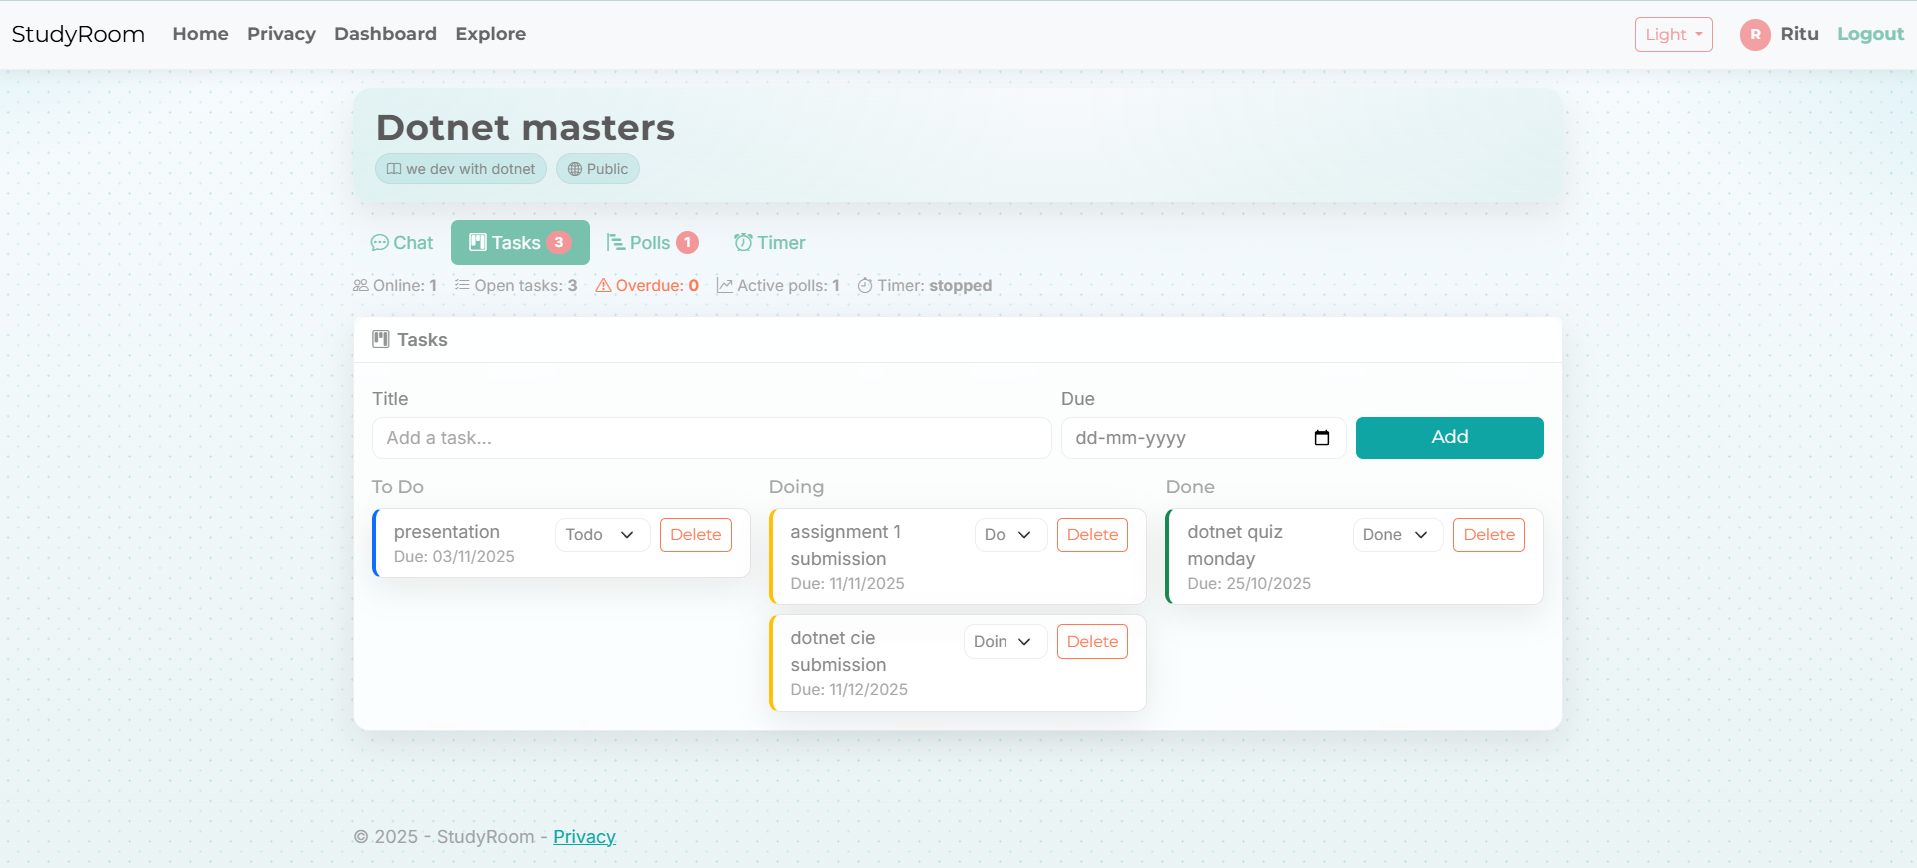 StudyRoom Home Privacy Dashboard Explore Light R Ritu Logout
Dotnet masters
we dev with dotnet Public
Chat Tasks 3 Polls 1 Timer
Online: 1 Open tasks: 3 Overdue: 0 Active polls: 1 Timer: stopped
Tasks
Title Due
Add a task... dd-mm-yyyy Add
To Do
presentation Todo Delete
Due: 03/11/2025
Doing
assignment 1 Do Delete
submission
Due: 11/11/2025
dotnet cie Doin Delete
submission
Due: 11/12/2025
Done
dotnet quiz Done Delete
monday
Due: 25/10/2025
© 2025 - StudyRoom - Privacy